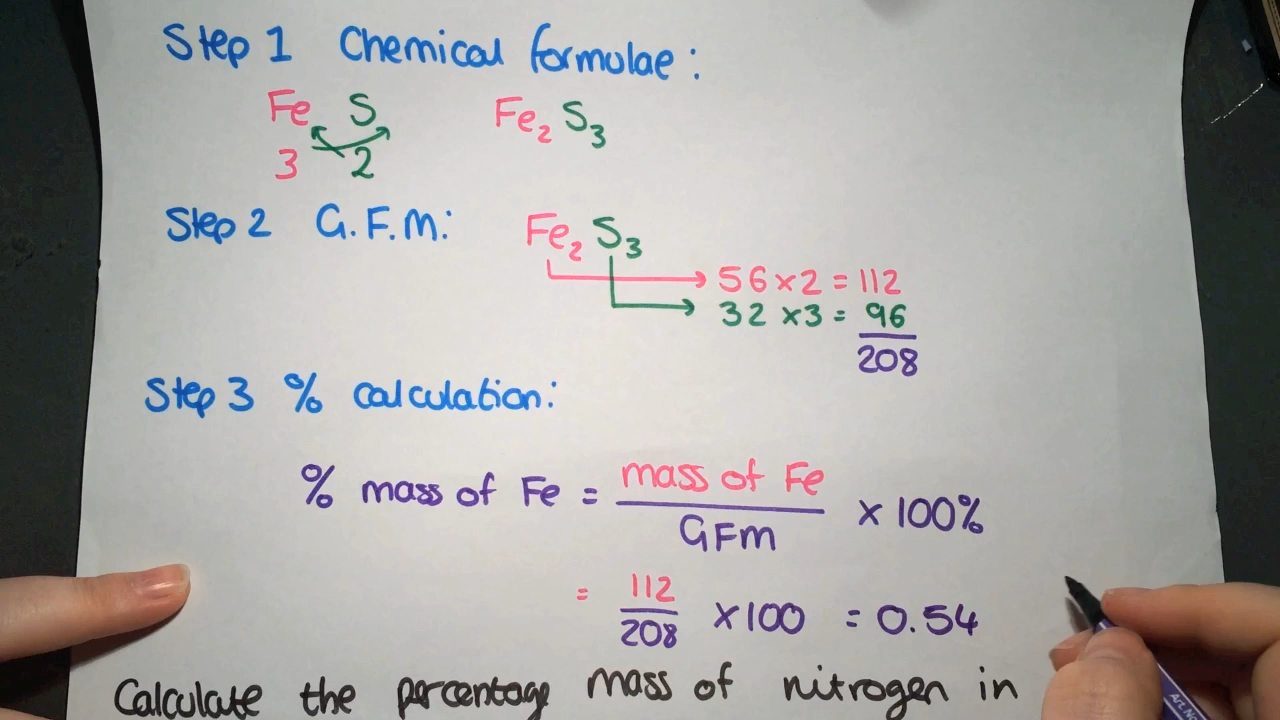 Step 1 Chemical formulae:
Fe S Fe₂S₃
3 2
Step 2 G.F.M: Fe₂S₃
56×2=112
32×3=96
208
Step 3 % calculation:
% mass of Fe = mass of Fe / GFM × 100%
= 112 / 208 ×100 = 0.54
Calculate the percentage mass of nitrogen in